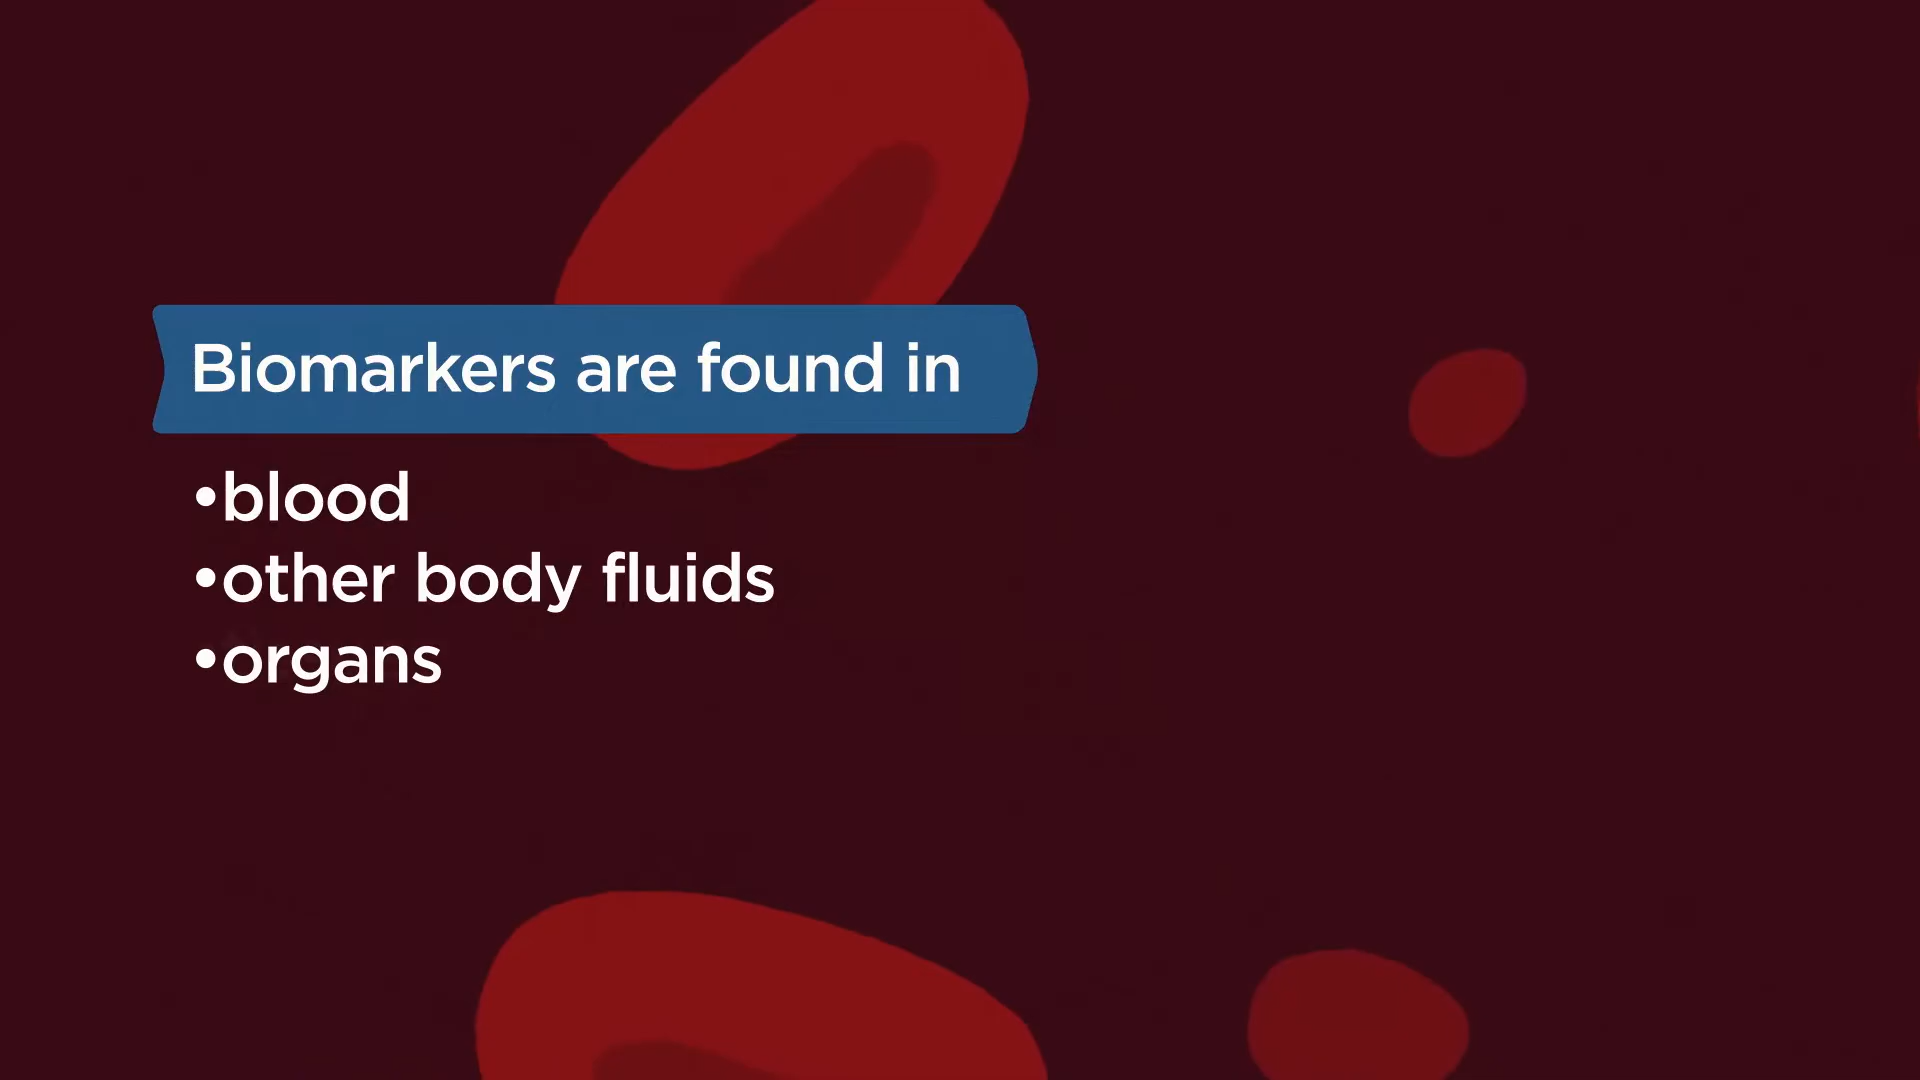 Biomarkers are found in
•blood
•other body fluids
•organs